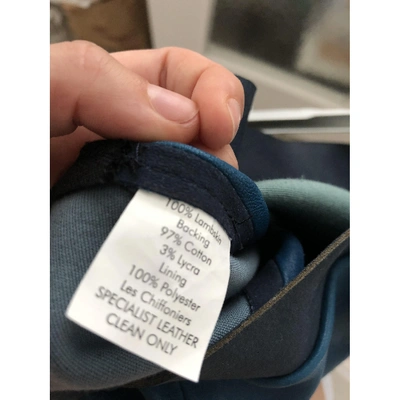 100% Lambskin
Backing
97% Cotton
3% Lycra
Lining
100% Polyester
Les Chiffoniers
SPECIALIST LEATHER
CLEAN ONLY